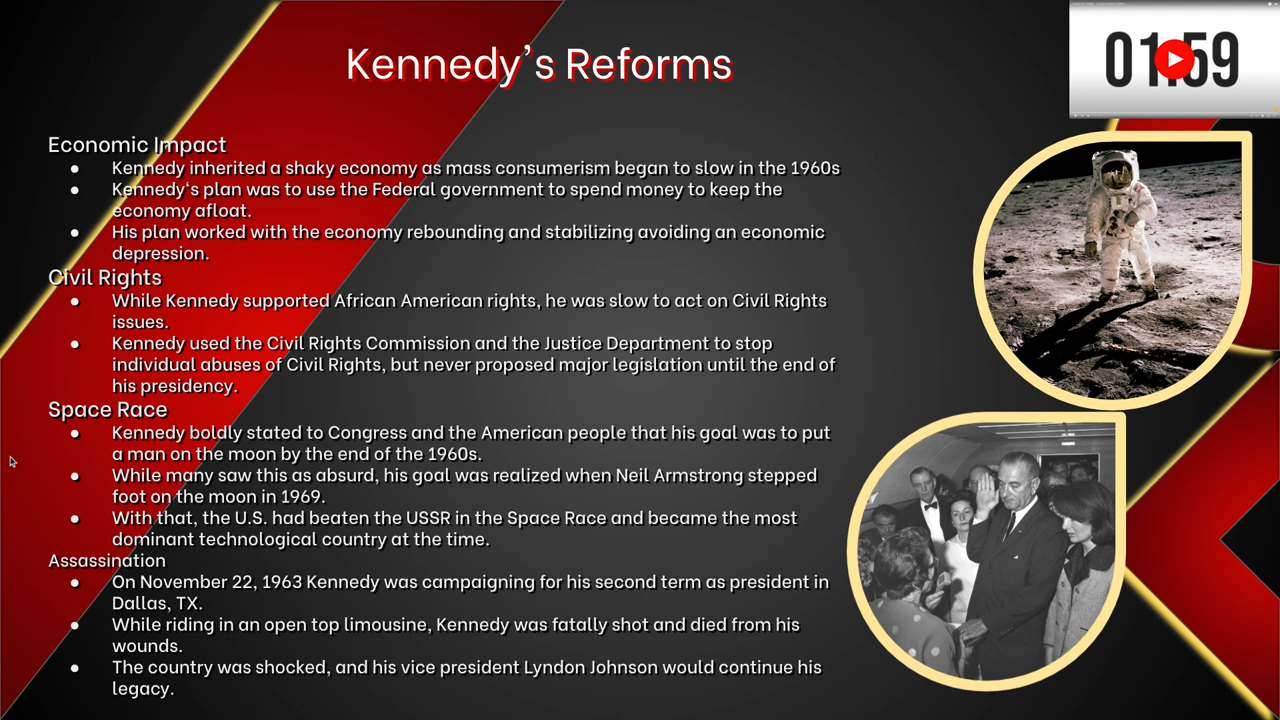 Kennedy's Reforms
01:59
Economic Impact
● Kennedy inherited a shaky economy as mass consumerism began to slow in the 1960s
● Kennedy‘s plan was to use the Federal government to spend money to keep the
economy afloat.
● His plan worked with the economy rebounding and stabilizing avoiding an economic
depression.
Civil Rights
● While Kennedy supported African American rights, he was slow to act on Civil Rights
issues.
● Kennedy used the Civil Rights Commission and the Justice Department to stop
individual abuses of Civil Rights, but never proposed major legislation until the end of
his presidency.
Space Race
● Kennedy boldly stated to Congress and the American people that his goal was to put
a man on the moon by the end of the 1960s.
● While many saw this as absurd, his goal was realized when Neil Armstrong stepped
foot on the moon in 1969.
● With that, the U.S. had beaten the USSR in the Space Race and became the most
dominant technological country at the time.
Assassination
● On November 22, 1963 Kennedy was campaigning for his second term as president in
Dallas, TX.
● While riding in an open top limousine, Kennedy was fatally shot and died from his
wounds.
● The country was shocked, and his vice president Lyndon Johnson would continue his
legacy.